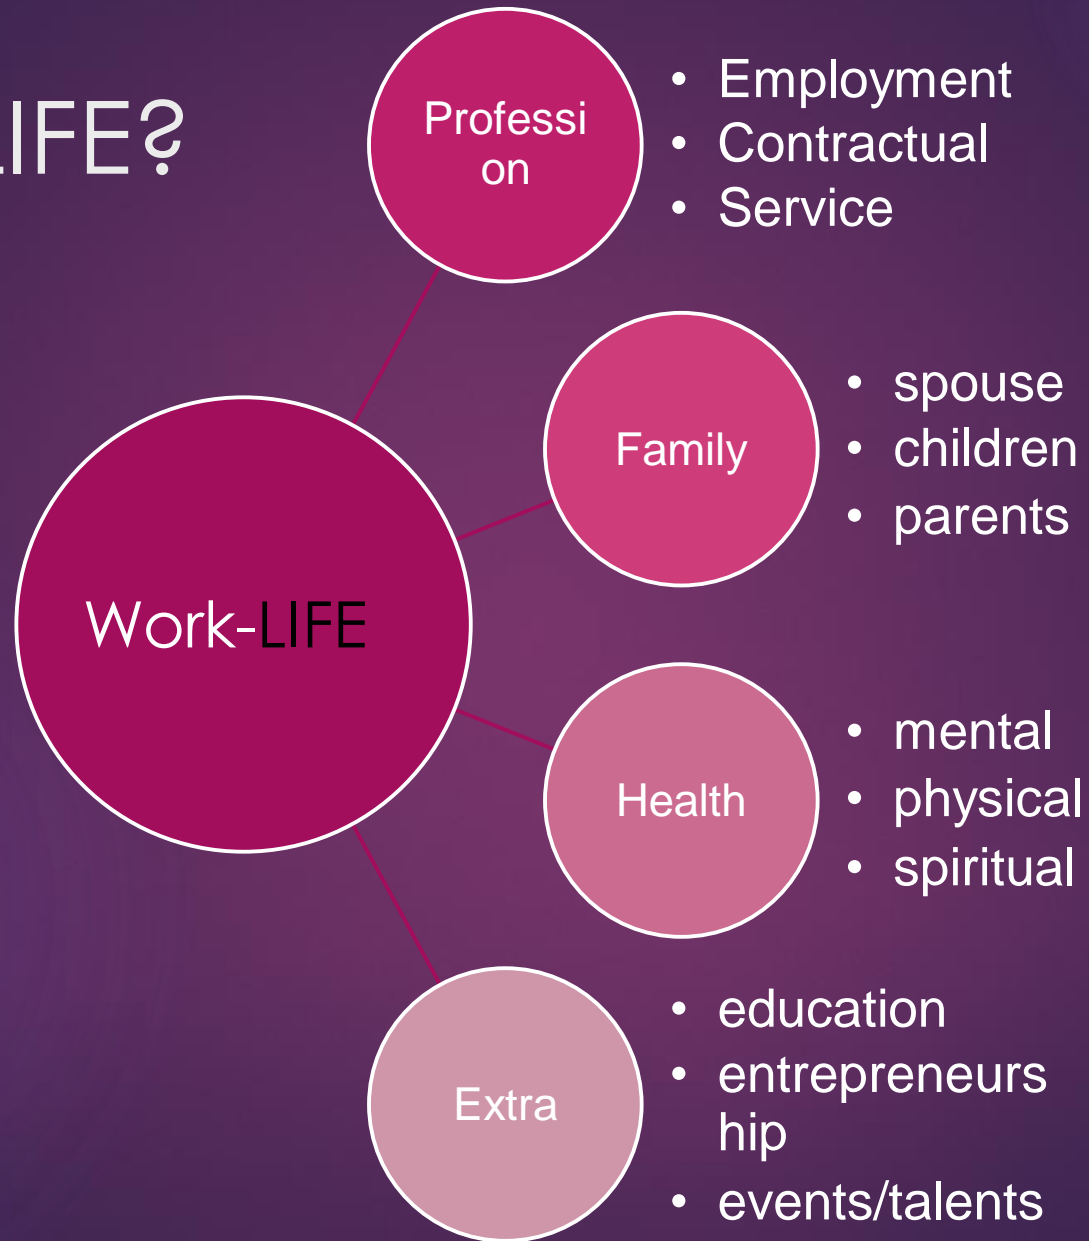 LIFE?
Professi
on
• Employment
• Contractual
• Service
Family
• spouse
• children
• parents
Work-LIFE
Health
• mental
• physical
• spiritual
Extra
• education
• entrepreneurs
hip
• events/talents